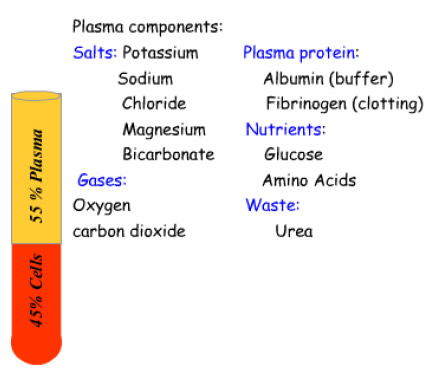 Plasma components:
Salts: Potassium
Sodium
Chloride
Magnesium
Bicarbonate
Gases:
Oxygen
carbon dioxide
Plasma protein:
Albumin (buffer)
Fibrinogen (clotting)
Nutrients:
Glucose
Amino Acids
Waste:
Urea
55 % Plasma
45% Cells